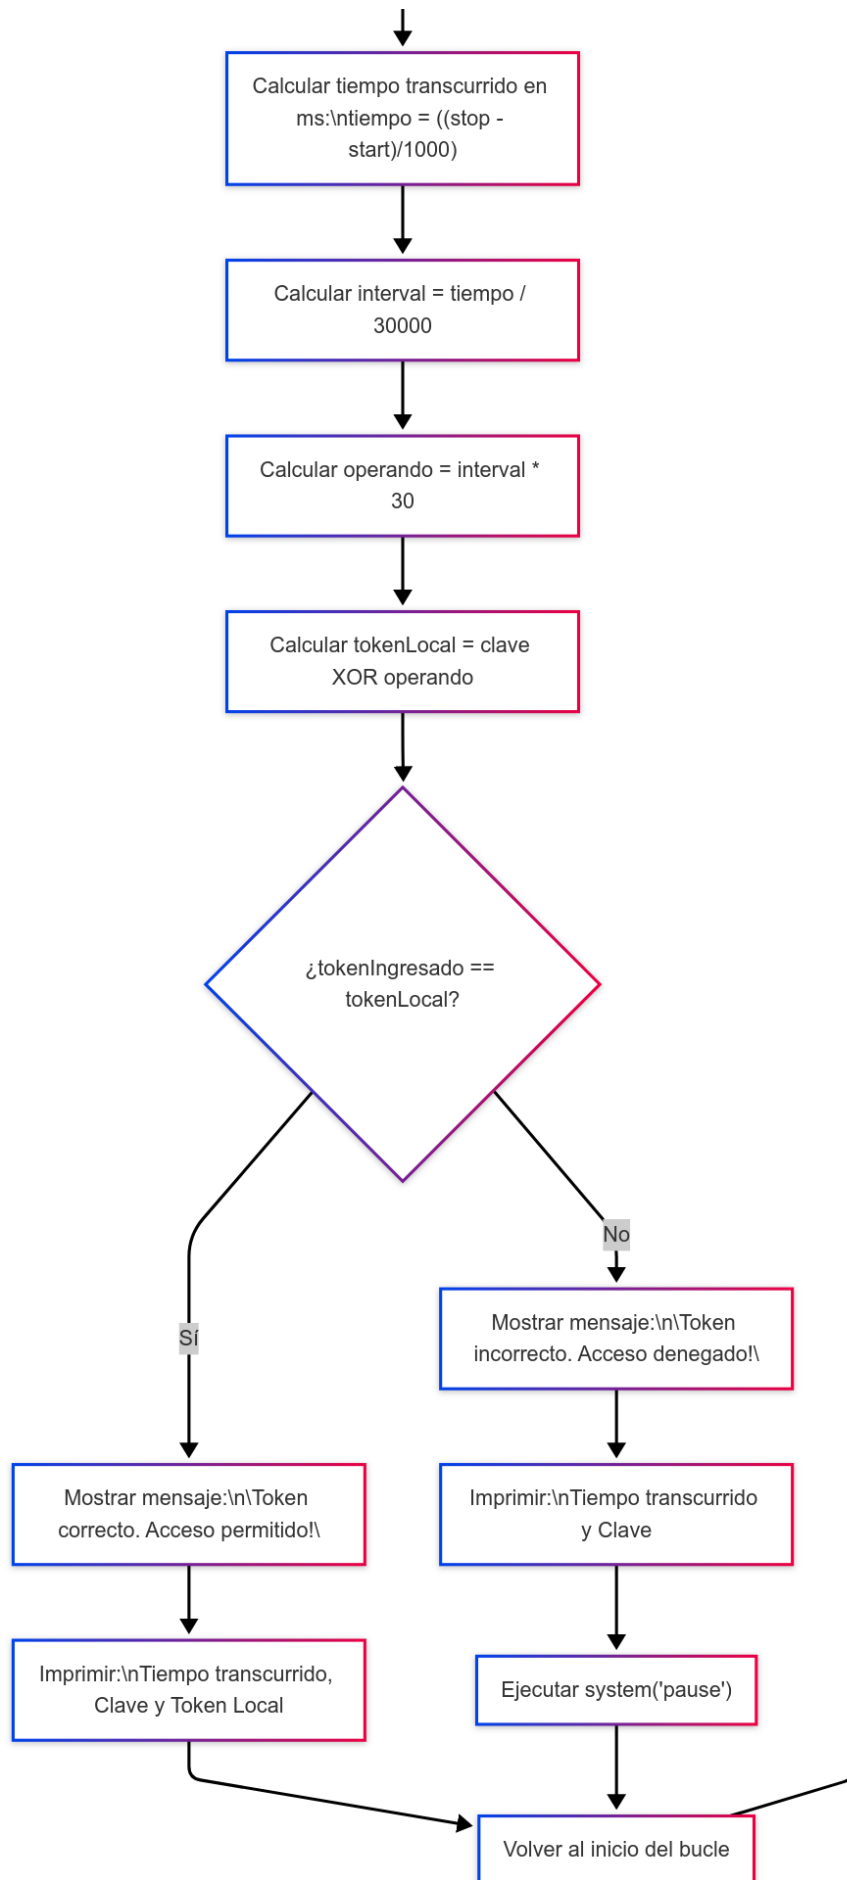 Calcular tiempo transcurrido en
ms:\ntiempo = ((stop -
start)/1000)
Calcular interval = tiempo /
30000
Calcular operando = interval *
30
Calcular tokenLocal = clave
XOR operando
¿tokenIngresado ==
tokenLocal?
No
Mostrar mensaje:\n\Token
incorrecto. Acceso denegado!\
Sí
Mostrar mensaje:\n\Token
correcto. Acceso permitido!\
Imprimir:\nTiempo transcurrido
y Clave
Imprimir:\nTiempo transcurrido,
Clave y Token Local
Ejecutar system('pause')
Volver al inicio del bucle